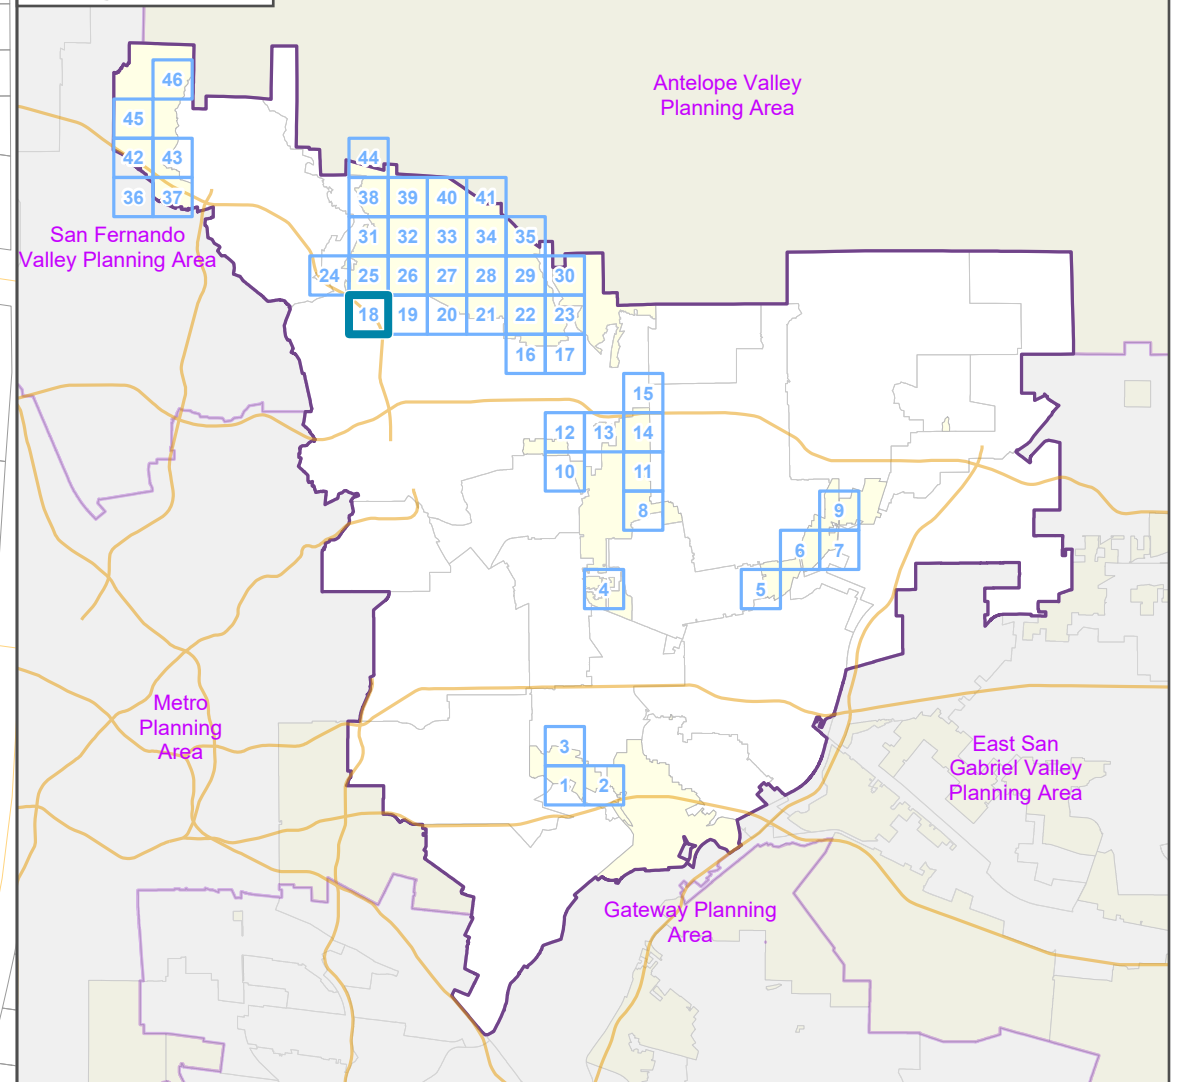 Antelope Valley
Planning Area
46
45
42 43
36 37
San Fernando
Valley Planning Area
44
38 39 40 41
31 32 33 34 35
24 25 26 27 28 29 30
18 19 20 21 22 23
16 17
15
12 13 14
10 11
8
9
6 7
5
4
Metro
Planning
Area
3
1 2
East San
Gabriel Valley
Planning Area
Gateway Planning
Area